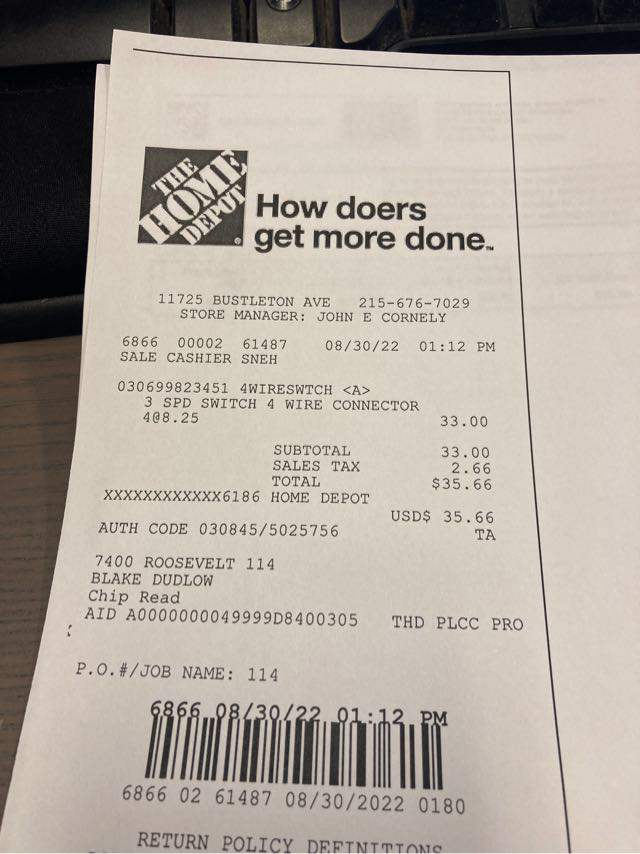 THE
HOME
DEPOT
How doers
get more done.™
11725 BUSTLETON AVE 215-676-7029
STORE MANAGER: JOHN E CORNELY
6866 00002 61487 08/30/22 01:12 PM
SALE CASHIER SNEH
030699823451 4WIRESWTCH <A>
3 SPD SWITCH 4 WIRE CONNECTOR
4@8.25 33.00
SUBTOTAL 33.00
SALES TAX 2.66
TOTAL $35.66
XXXXXXXXXXXX6186 HOME DEPOT
USD$ 35.66
AUTH CODE 030845/5025756 TA
7400 ROOSEVELT 114
BLAKE DUDLOW
Chip Read
AID A0000000049999D8400305 THD PLCC PRO
P.O.#/JOB NAME: 114
6866 08/30/22 01:12 PM
6866 02 61487 08/30/2022 0180
RETURN POLICY DEFINITIONS